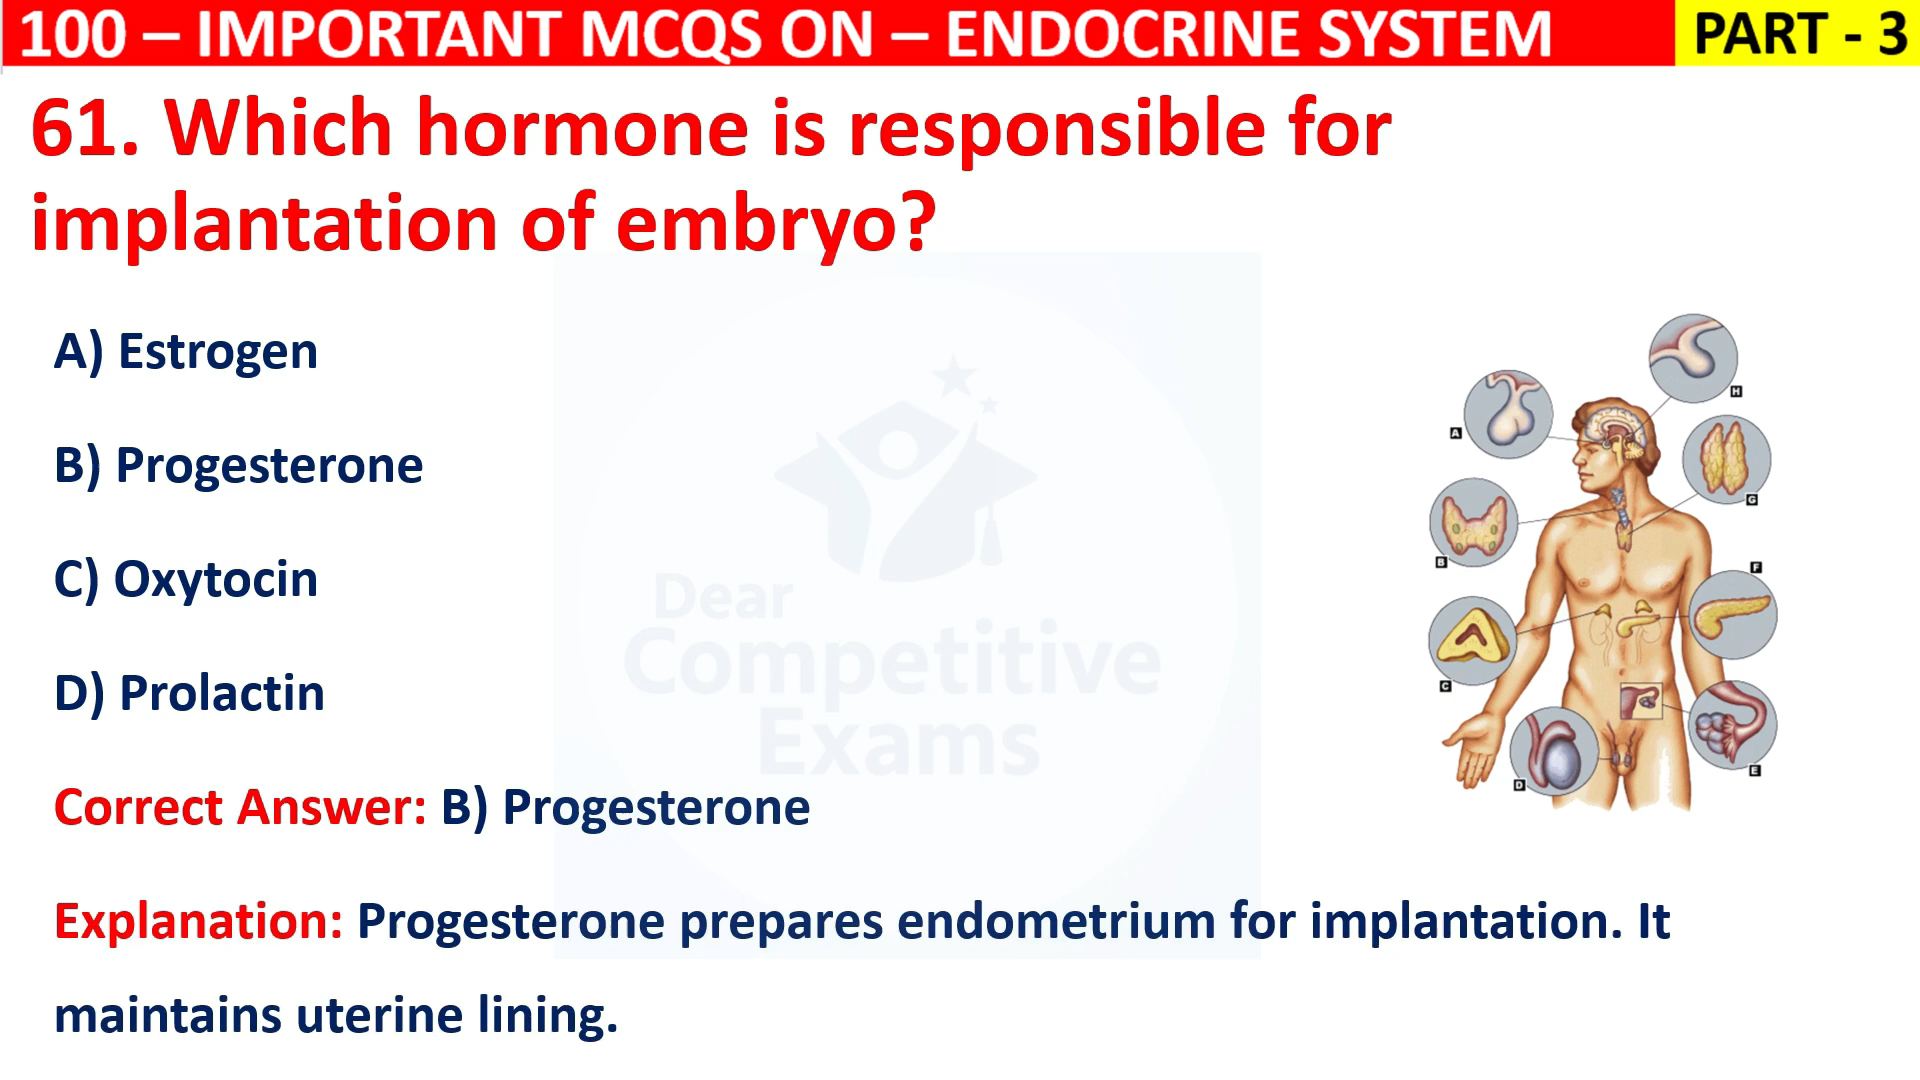 100 – IMPORTANT MCQS ON – ENDOCRINE SYSTEM
PART - 3
61. Which hormone is responsible for
implantation of embryo?
A) Estrogen
B) Progesterone
C) Oxytocin
D) Prolactin
Correct Answer: B) Progesterone
Explanation: Progesterone prepares endometrium for implantation. It
maintains uterine lining.
Dear
Competitive
Exams
H
A
G
B
F
C
E
D